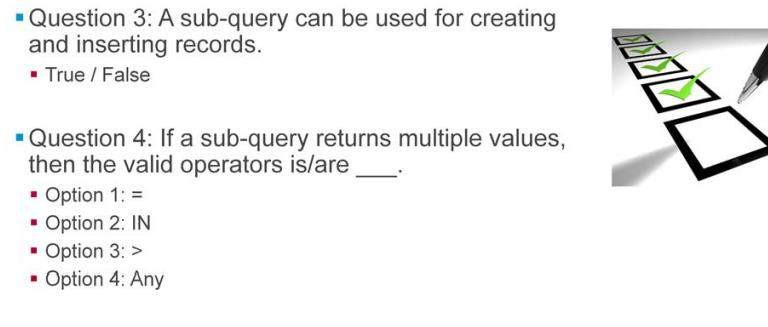 Question 3: A sub-query can be used for creating
and inserting records.
True / False
Question 4: If a sub-query returns multiple values,
then the valid operators is/are ___.
Option 1: =
Option 2: IN
Option 3: >
Option 4: Any